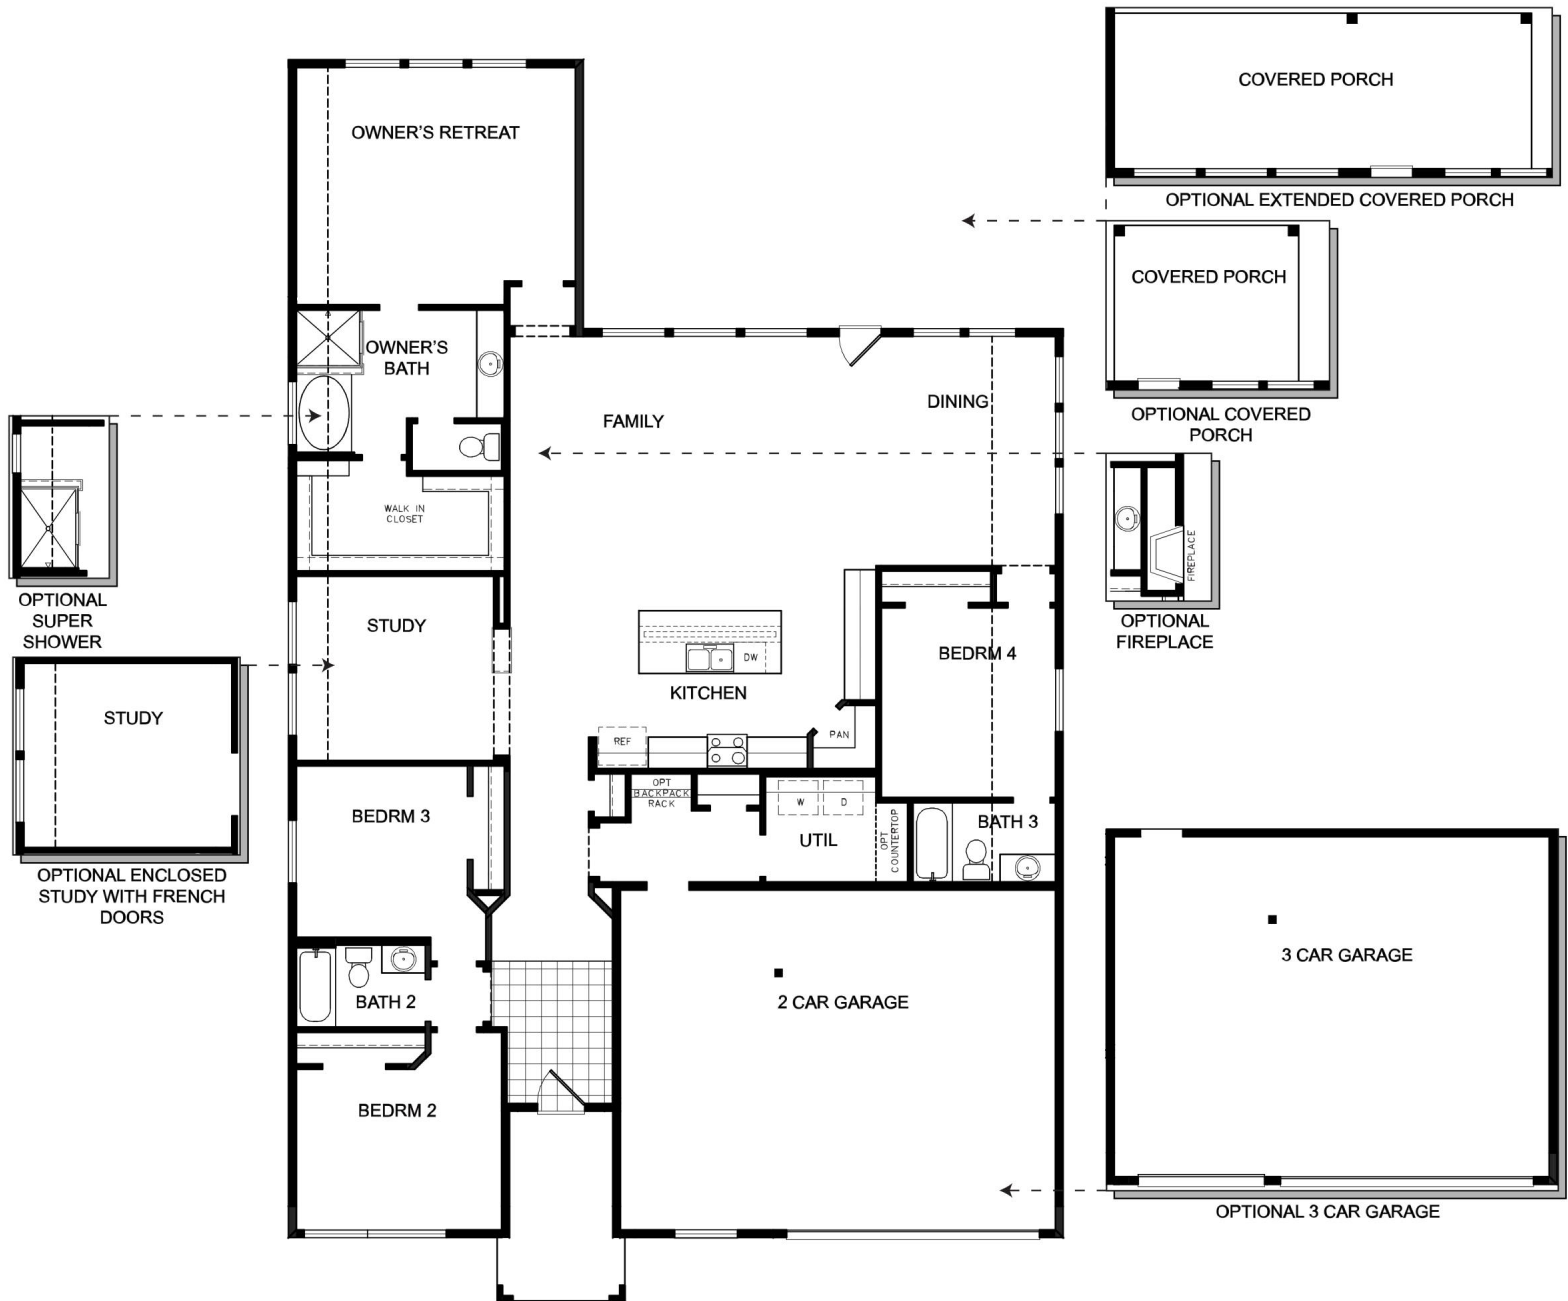 COVERED PORCH
OPTIONAL EXTENDED COVERED PORCH
OWNER'S RETREAT
COVERED PORCH
OPTIONAL COVERED
PORCH
OWNER'S
BATH
FAMILY
DINING
WALK IN
CLOSET
FIREPLACE
OPTIONAL
FIREPLACE
OPTIONAL
SUPER
SHOWER
STUDY
BEDRM 4
DW
KITCHEN
STUDY
REF
PAN
OPT
BACKPACK
RACK
W
D
BEDRM 3
UTIL
OPT
COUNTERTOP
BATH 3
OPTIONAL ENCLOSED
STUDY WITH FRENCH
DOORS
3 CAR GARAGE
BATH 2
2 CAR GARAGE
BEDRM 2
OPTIONAL 3 CAR GARAGE